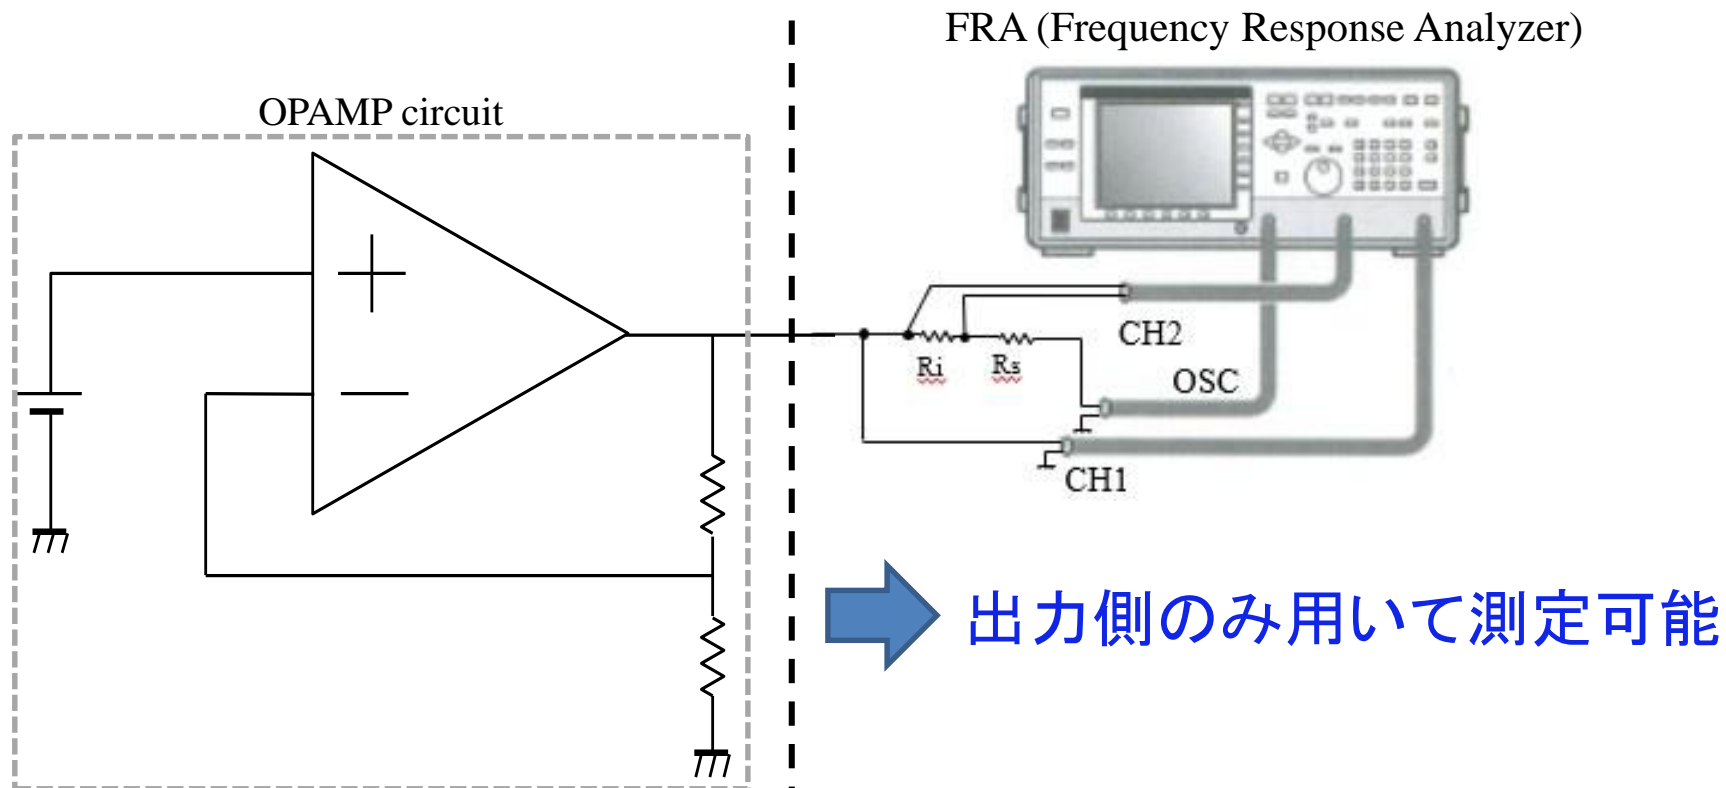 FRA (Frequency Response Analyzer)
OPAMP circuit
CH2
Ri
Rs
OSC
CH1
出力側のみ用いて測定可能